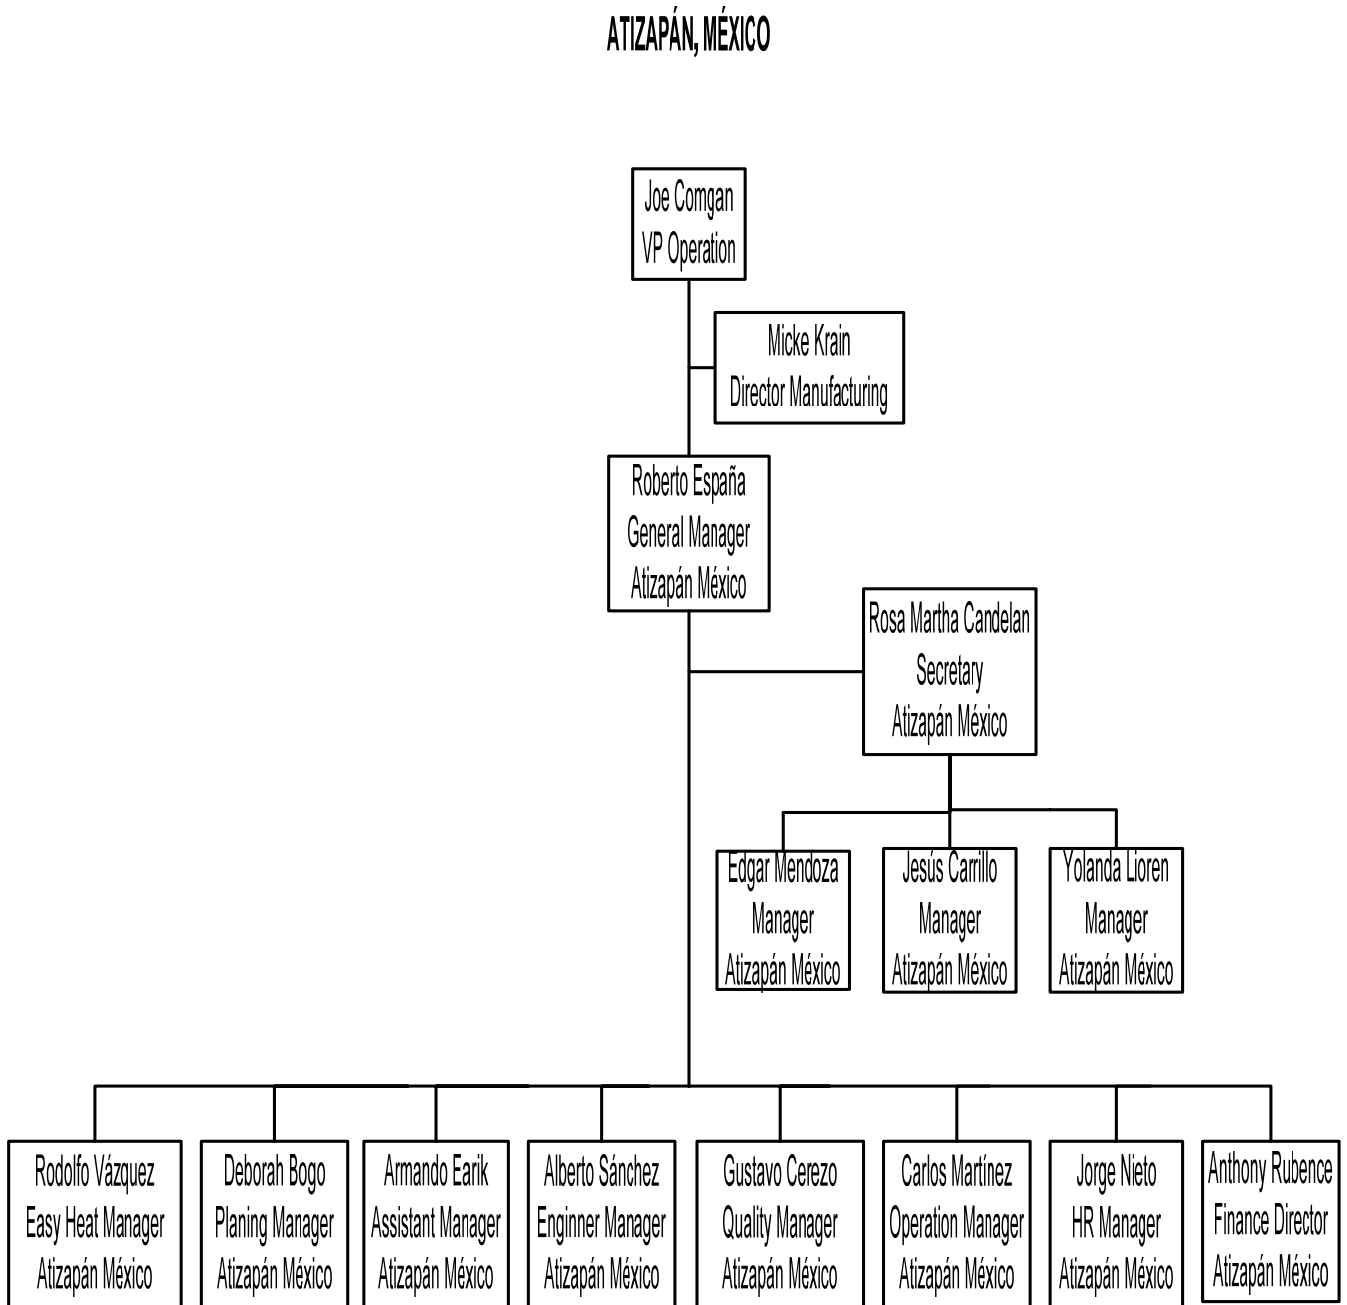 ATIZAPÁN, MÉXICO
Joe Comgan
VP Operation
Micke Krain
Director Manufacturing
Roberto España
General Manager
Atizapán México
Rosa Martha Candelan
Secretary
Atizapán México
Edgar Mendoza
Manager
Atizapán México
Jesús Carrillo
Manager
Atizapán México
Yolanda Lioren
Manager
Atizapán México
Rodolfo Vázquez
Easy Heat Manager
Atizapán México
Deborah Bogo
Planing Manager
Atizapán México
Armando Earik
Assistant Manager
Atizapán México
Alberto Sánchez
Enginner Manager
Atizapán México
Gustavo Cerezo
Quality Manager
Atizapán México
Carlos Martínez
Operation Manager
Atizapán México
Jorge Nieto
HR Manager
Atizapán México
Anthony Rubence
Finance Director
Atizapán México